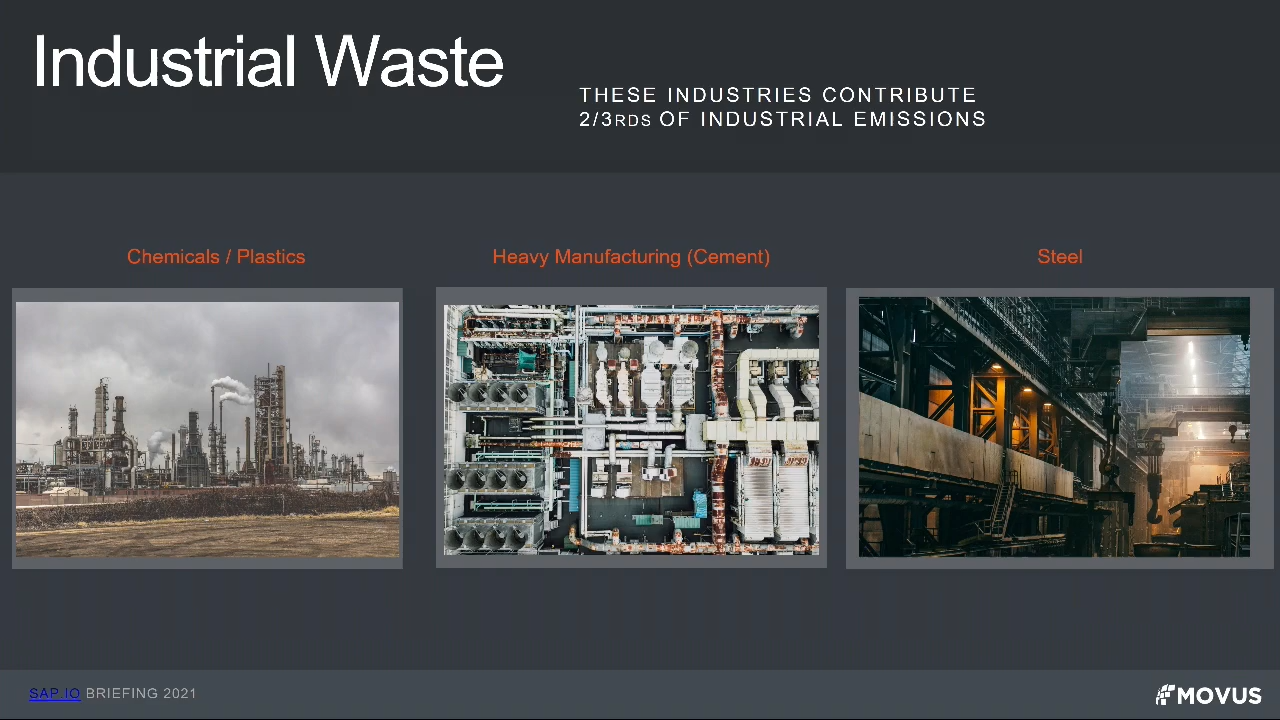 Industrial Waste
THESE INDUSTRIES CONTRIBUTE
2/3RDS OF INDUSTRIAL EMISSIONS
Chemicals / Plastics
Heavy Manufacturing (Cement)
Steel
SAP.IO BRIEFING 2021
MOVUS